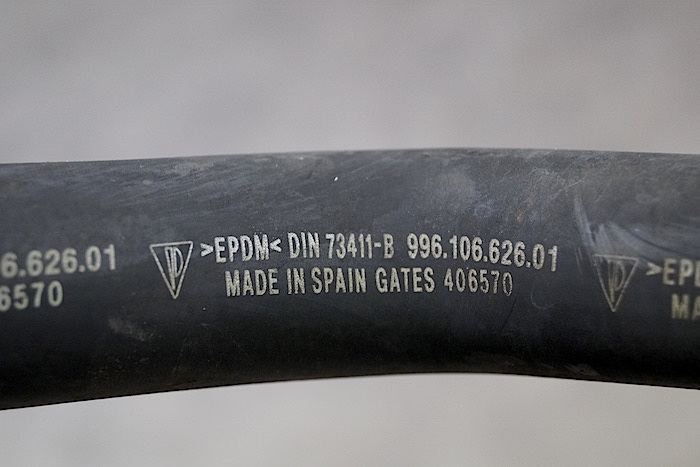 6.626.01 >EPDM< DIN 73411-B 996.106.626.01 >EP
6570 MADE IN SPAIN GATES 406570 MA